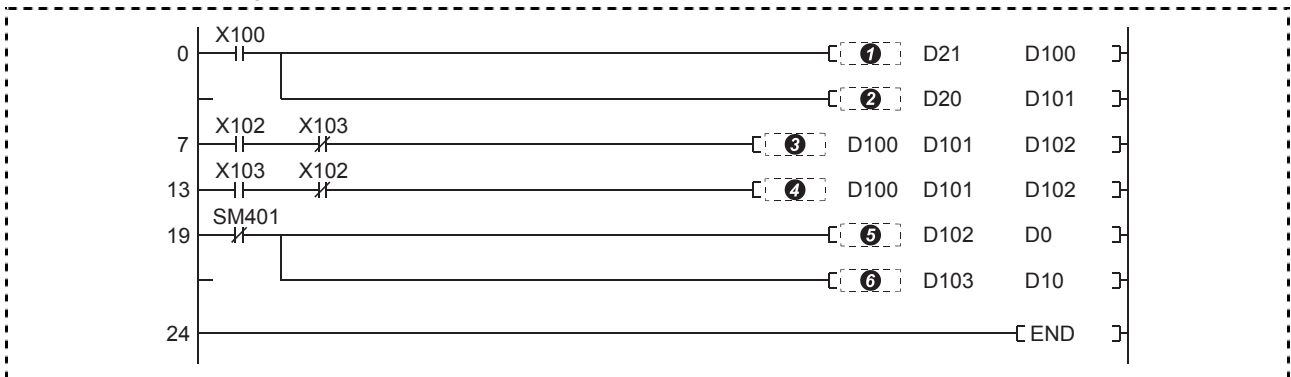 X100
0 [ ❶ D21 D100 ]
[ ❷ D20 D101 ]
X102 X103
7 [ ❸ D100 D101 D102 ]
X103 X102
13 [ ❹ D100 D101 D102 ]
SM401
19 [ ❺ D102 D0 ]
[ ❻ D103 D10 ]
24 [ END ]